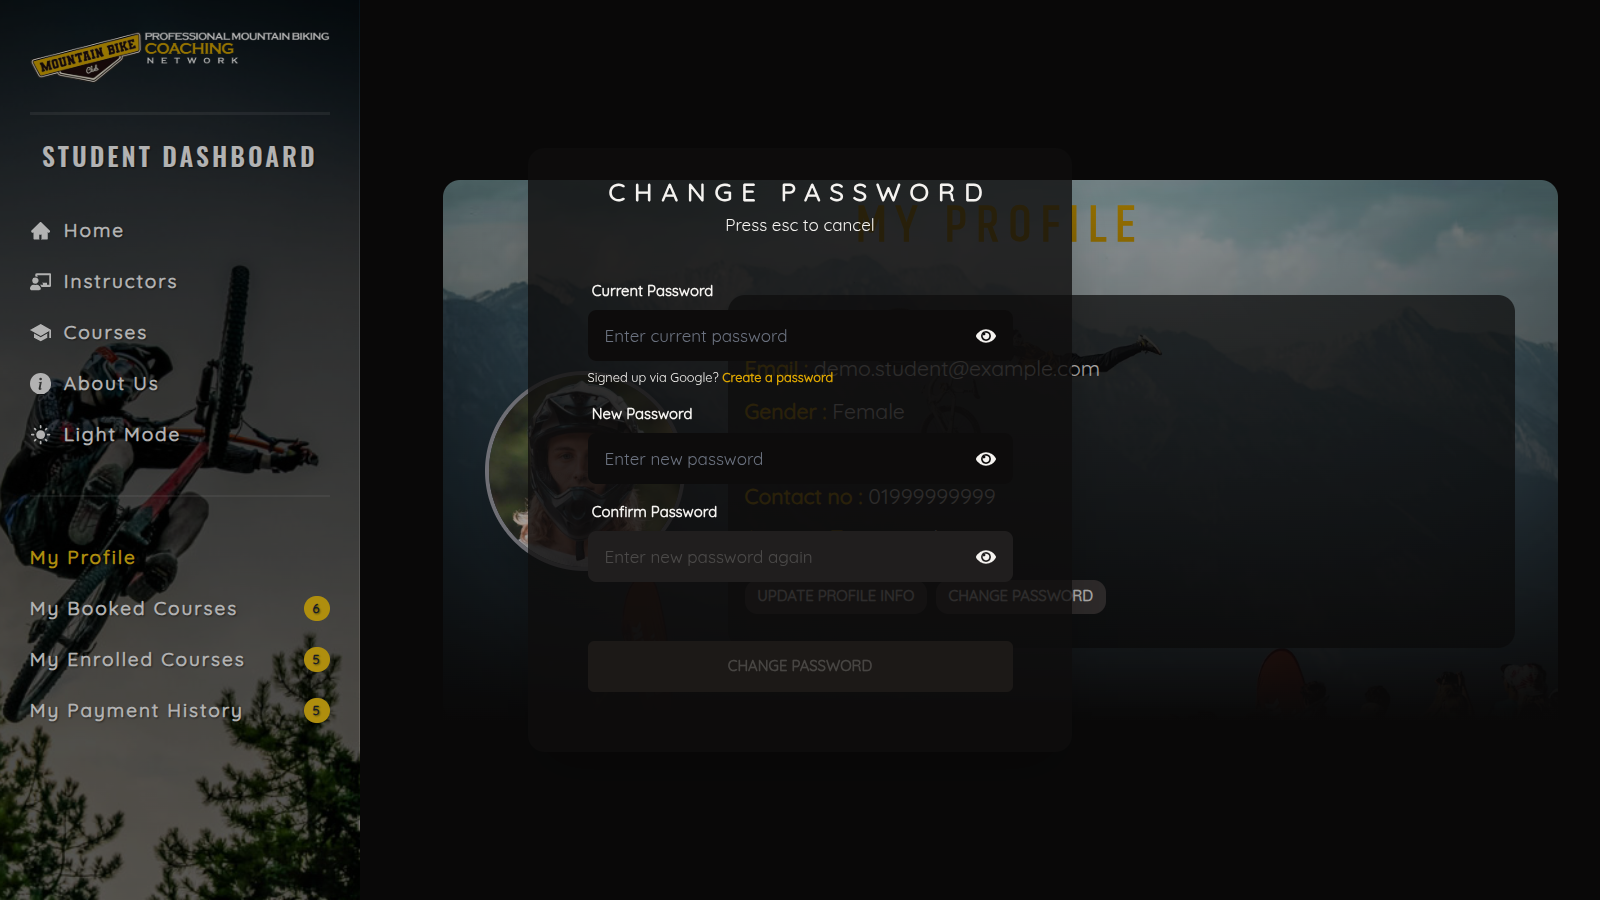 MOUNTAIN BIKE
Club
PROFESSIONAL MOUNTAIN BIKING
COACHING
NETWORK
STUDENT DASHBOARD
Home
Instructors
Courses
About Us
Light Mode
My Profile
My Booked Courses 6
My Enrolled Courses 5
My Payment History 5
MY PROFILE
Email : demo.student@example.com
Gender : Female
Contact no : 01999999999
UPDATE PROFILE INFO
CHANGE PASSWORD
CHANGE PASSWORD
Press esc to cancel
Current Password
Enter current password
Signed up via Google? Create a password
New Password
Enter new password
Confirm Password
Enter new password again
CHANGE PASSWORD